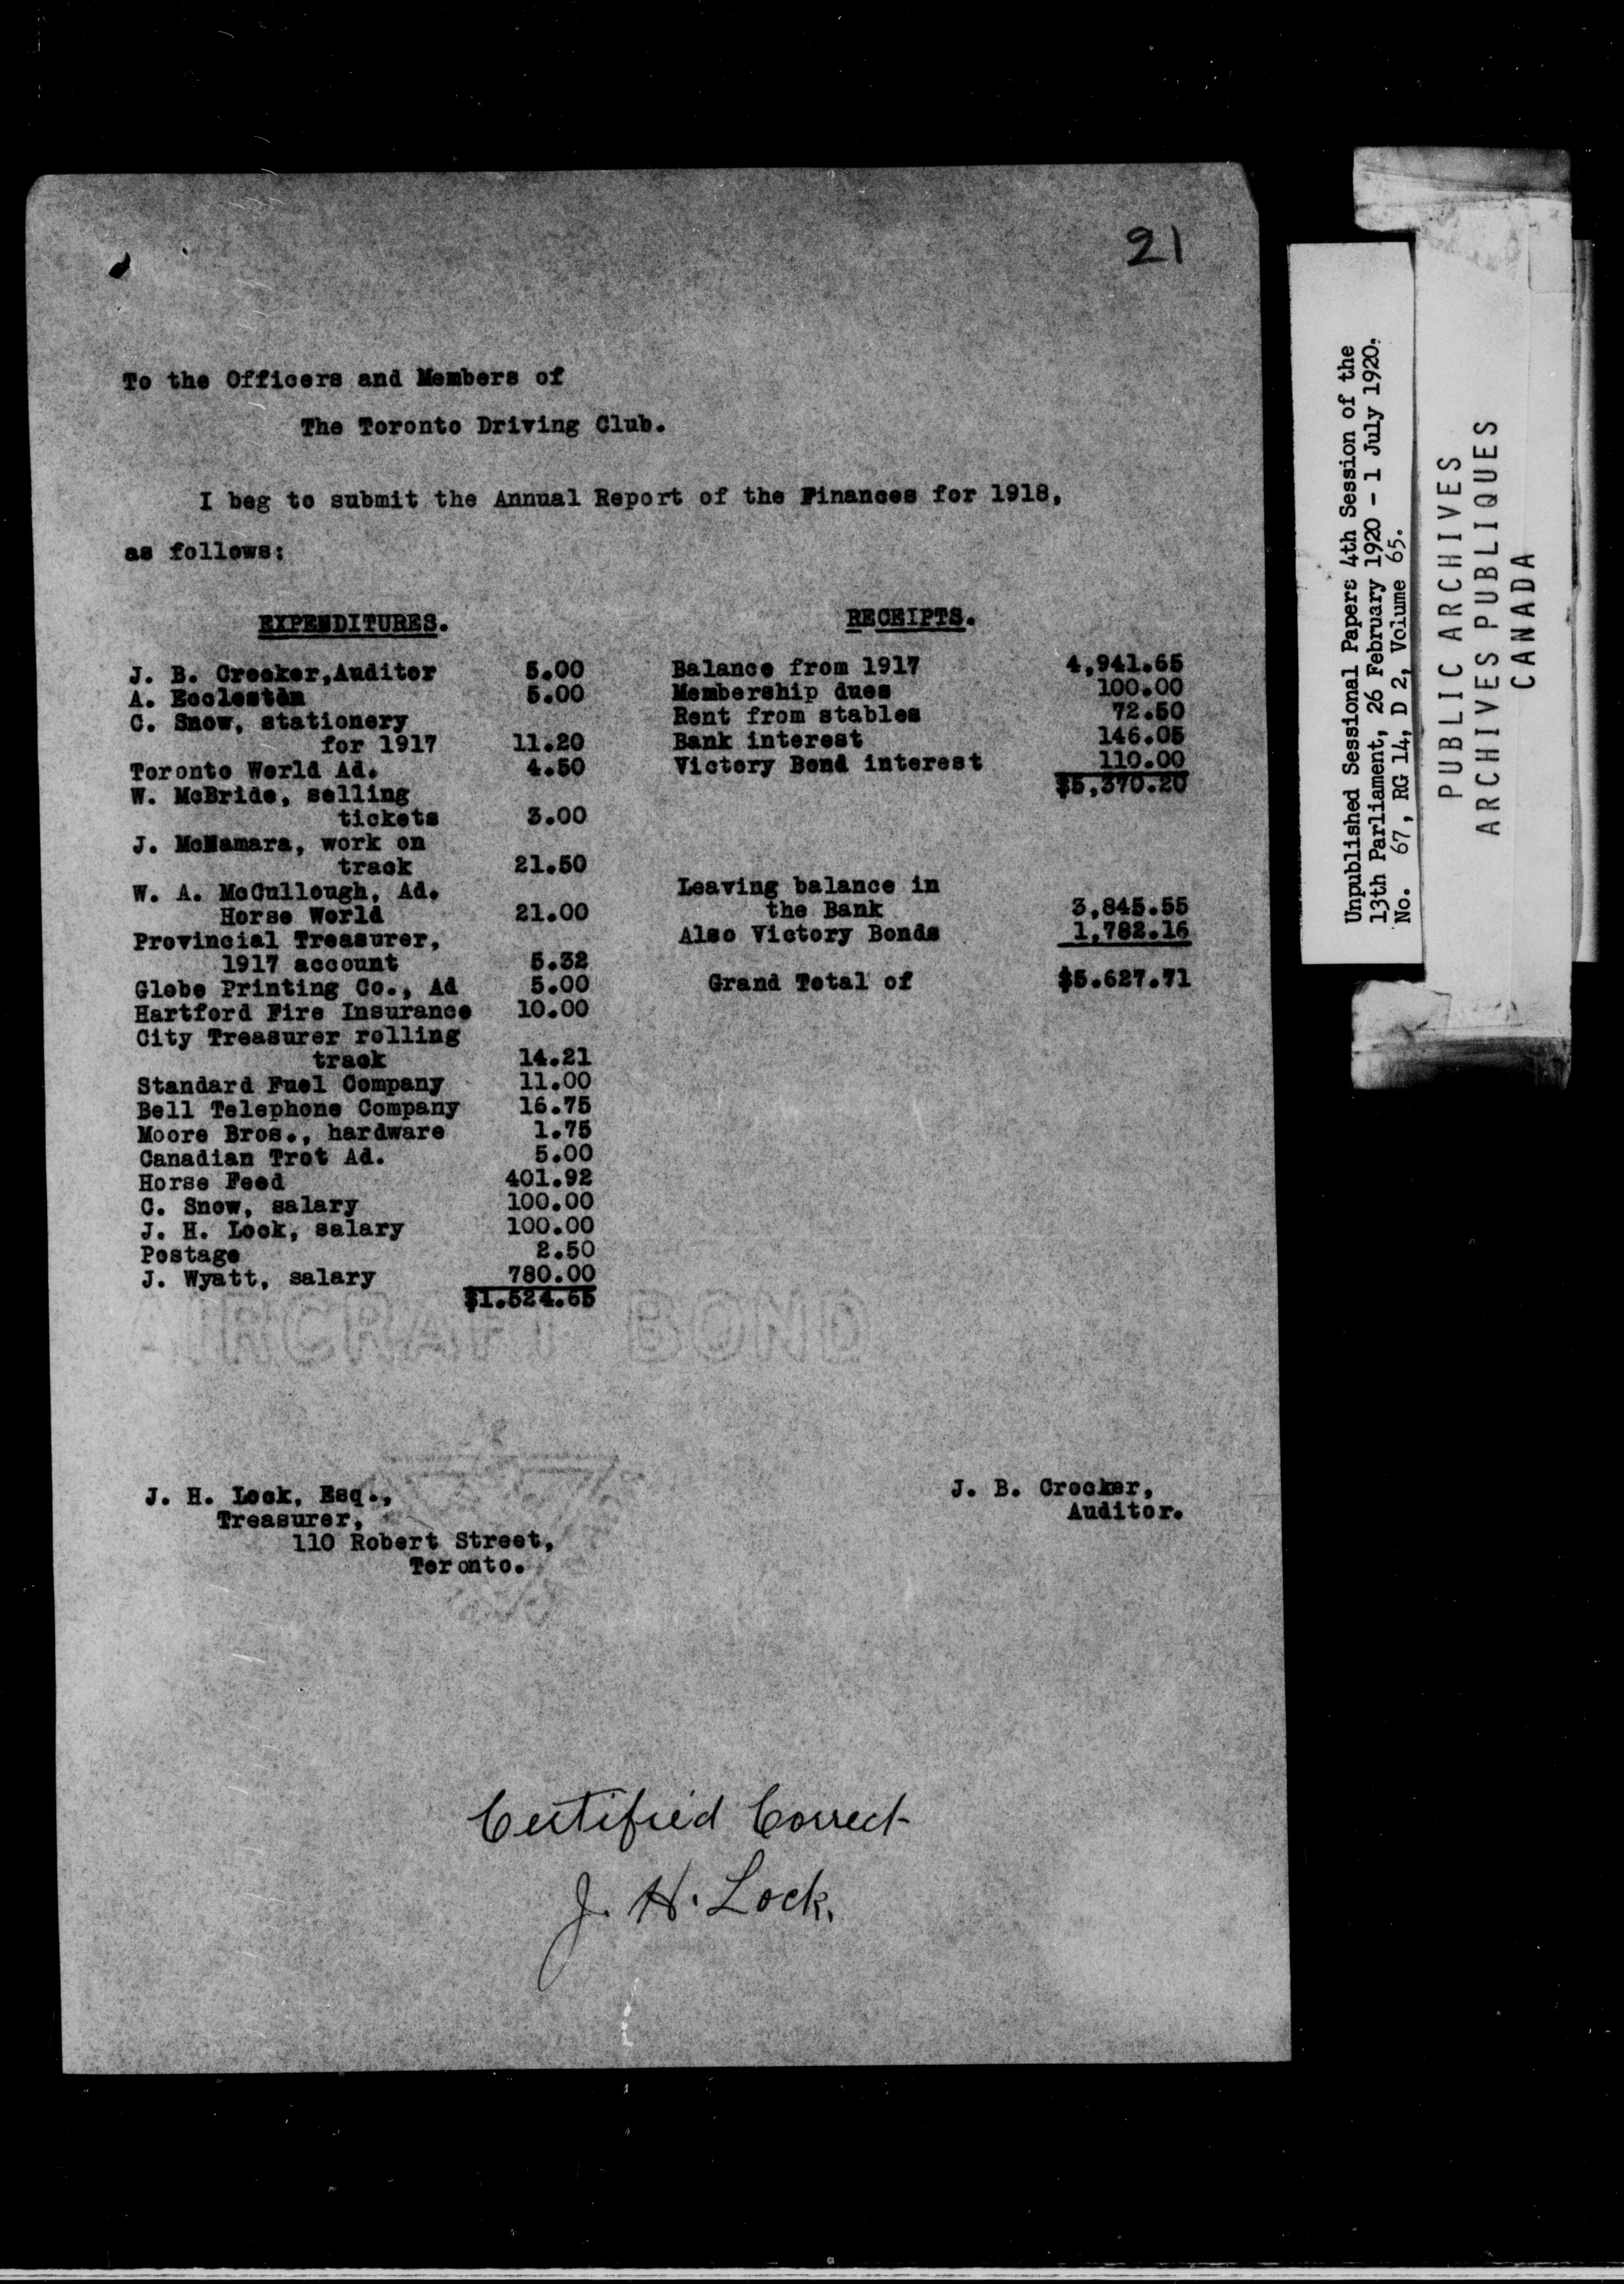 21
To the Officers and Members of
The Toronto Driving Club.
I beg to submit the Annual Report of the Finances for 1918,
as follows:
EXPENDITURES.
J. B. Crocker,Auditor 5.00
A. Eccleston 5.00
C. Snow, stationery
for 1917 11.20
Toronto World Ad. 4.50
W. McBride, selling
tickets 3.00
J. McNamara, work on
track 21.50
W. A. McCullough, Ad.
Horse World 21.00
Provincial Treasurer,
1917 account 5.32
Globe Printing Co., Ad 5.00
Hartford Fire Insurance 10.00
City Treasurer rolling
track 14.21
Standard Fuel Company 11.00
Bell Telephone Company 16.75
Moore Bros., hardware 1.75
Canadian Trot Ad. 5.00
Horse Feed 401.92
C. Snow, salary 100.00
J. H. Lock, salary 100.00
Postage 2.50
J. Wyatt, salary 780.00
$1.524.65
RECEIPTS.
Balance from 1917 4,941.65
Membership dues 100.00
Rent from stables 72.50
Bank interest 146.05
Victory Bond interest 110.00
$5,370.20
Leaving balance in
the Bank 3,845.55
Also Victory Bonds 1,782.16
Grand Total of $5.627.71
AIRCRAFT BOND
J. H. Lock, Esq.,
Treasurer,
110 Robert Street,
Toronto.
J. B. Crocker,
Auditor.
Certified Correct
J. H. Lock.
Unpublished Sessional Papers 4th Session of the
13th Parliament, 26 February 1920 - 1 July 1920.
No. 67, RG 14, D 2, Volume 65.
PUBLIC ARCHIVES
ARCHIVES PUBLIQUES
CANADA